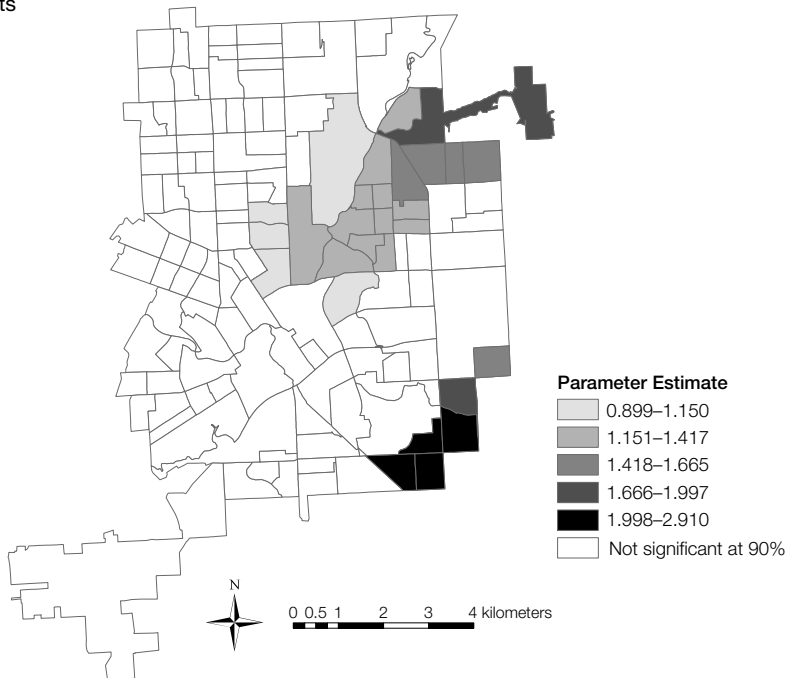 ts
Parameter Estimate
0.899–1.150
1.151–1.417
1.418–1.665
1.666–1.997
1.998–2.910
Not significant at 90%
N
0 0.5 1 2 3 4 kilometers